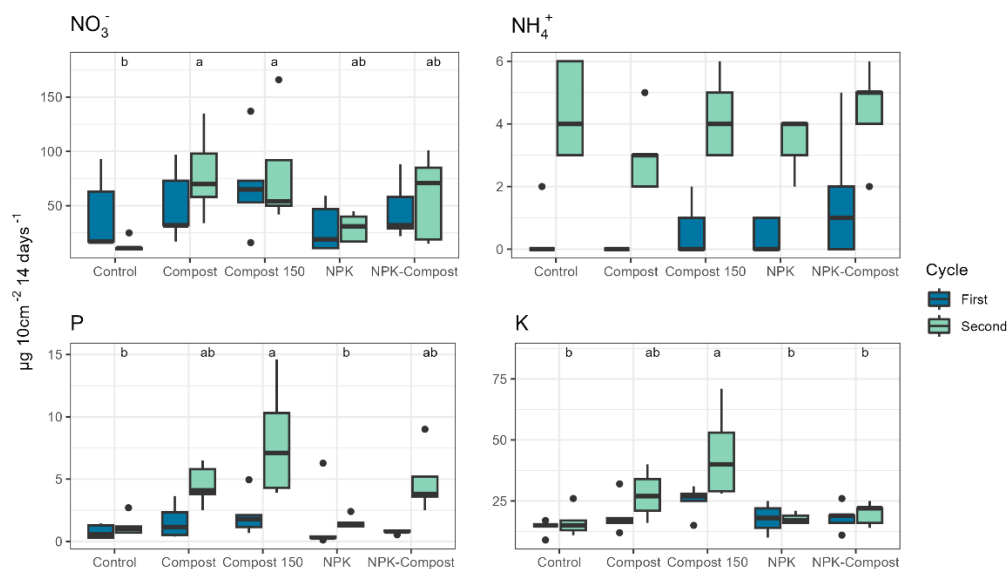 NO₃⁻
NH₄⁺
b a a ab ab
150
100
50
6
4
2
0
Control Compost Compost 150 NPK NPK-Compost
Control Compost Compost 150 NPK NPK-Compost
µg 10cm⁻² 14 days⁻¹
Cycle
First
Second
P
K
b ab a b ab
b ab a b b
15
10
5
0
75
50
25
0
Control Compost Compost 150 NPK NPK-Compost
Control Compost Compost 150 NPK NPK-Compost